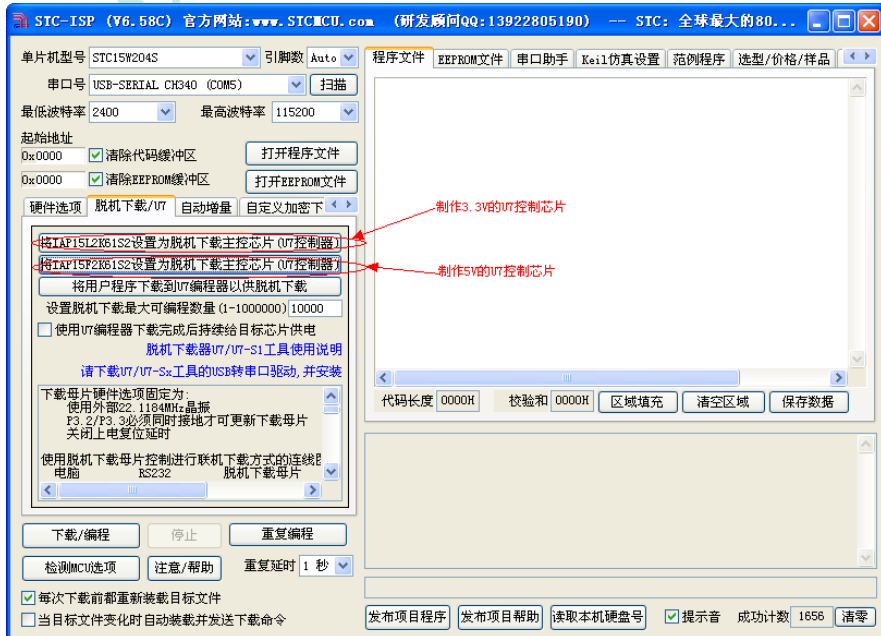 STC-ISP (V6.58C) 官方网站:www.STCMCU.com (研发顾问QQ:13922805190) -- STC: 全球最大的80...
单片机型号 STC15W204S 引脚数 Auto
串口号 USB-SERIAL CH340 (COM5) 扫描
最低波特率 2400 最高波特率 115200
起始地址
0x0000 清除代码缓冲区 打开程序文件
0x0000 清除EEPROM缓冲区 打开EEPROM文件
硬件选项 脱机下载/U7 自动增量 自定义加密下
将IAP15L2K61S2设置为脱机下载主控芯片(U7控制器)
将IAP15F2K61S2设置为脱机下载主控芯片(U7控制器)
将用户程序下载到U7编程器以供脱机下载
设置脱机下载最大可编程数量(1-1000000) 10000
使用U7编程器下载完成后持续给目标芯片供电
脱机下载器U7/U7-S1工具使用说明
请下载U7/U7-Sx工具的USB转串口驱动,并安装
下载母片硬件选项固定为:
使用外部22.1184MHz晶振
P3.2/P3.3必须同时接地才可更新下载母片
关闭上电复位延时
使用脱机下载母片控制进行联机下载方式的连线
电脑 RS232 脱机下载母片
下载/编程 停止 重复编程
检测MCU选项 注意/帮助 重复延时 1 秒
每次下载前都重新装载目标文件
当目标文件变化时自动装载并发送下载命令
程序文件 EEPROM文件 串口助手 Keil仿真设置 范例程序 选型/价格/样品
制作3.3V的U7控制芯片
制作5V的U7控制芯片
代码长度 0000H 校验和 0000H 区域填充 清空区域 保存数据
发布项目程序 发布项目帮助 读取本机硬盘号 提示音 成功计数 1656 清零